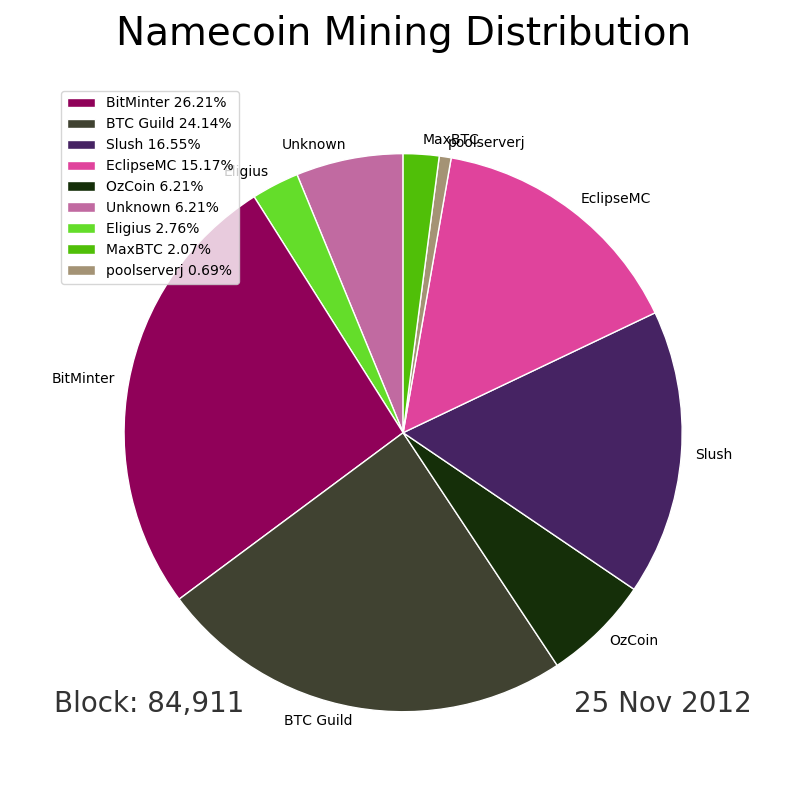 Namecoin Mining Distribution
BitMinter 26.21%
BTC Guild 24.14%
Slush 16.55%
EclipseMC 15.17%
OzCoin 6.21%
Unknown 6.21%
Eligius 2.76%
MaxBTC 2.07%
poolserverj 0.69%
MaxBTC
poolserverj
Unknown
Eligius
EclipseMC
BitMinter
Slush
OzCoin
BTC Guild
Block: 84,911
25 Nov 2012